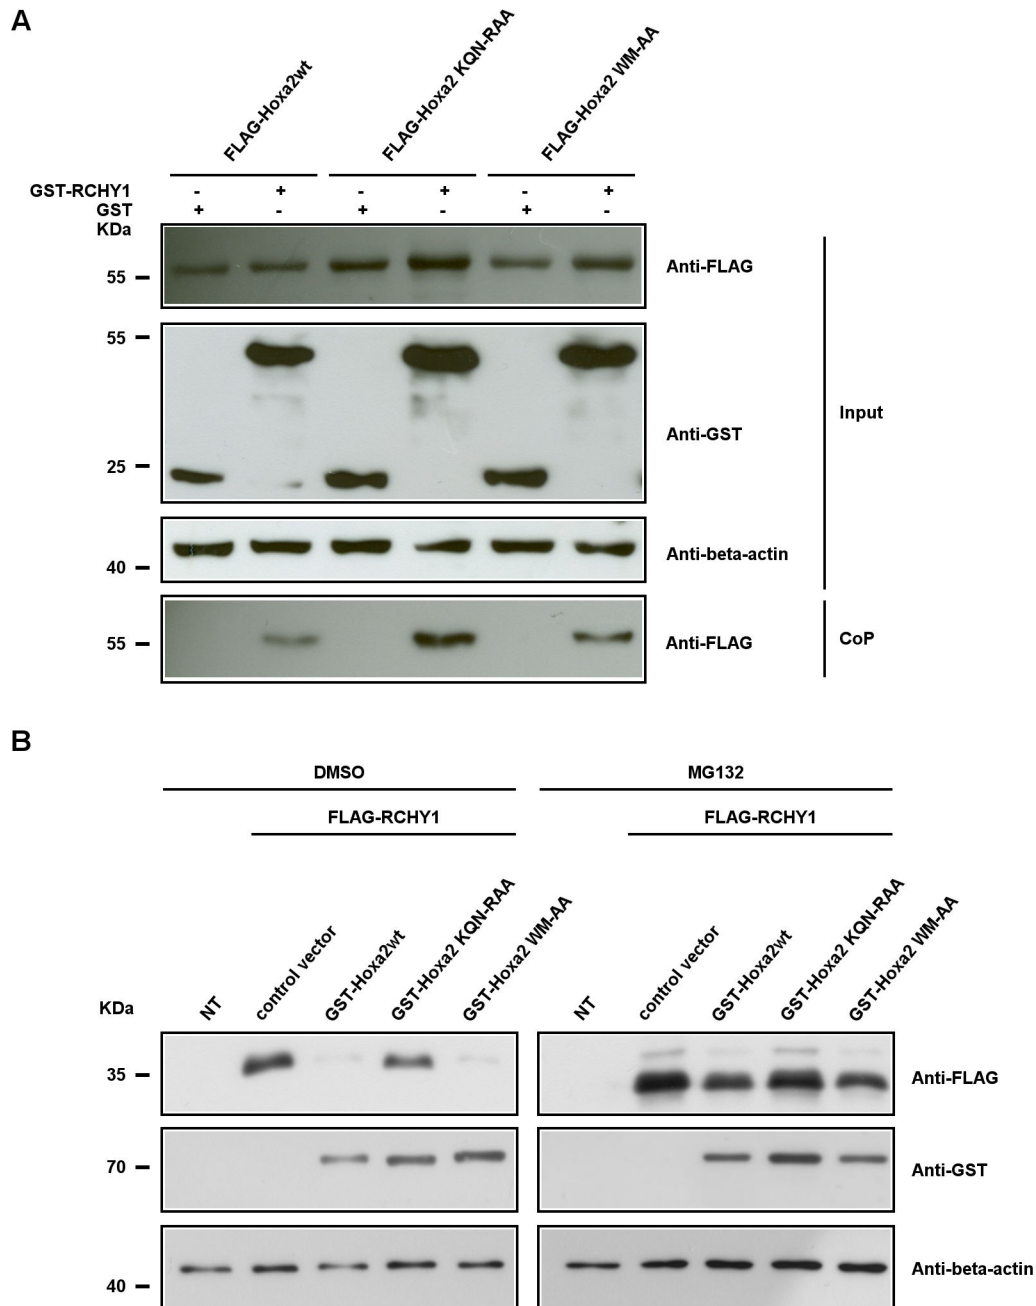 A
FLAG-Hoxa2wt
FLAG-Hoxa2 KQN-RAA
FLAG-Hoxa2 WM-AA
GST-RCHY1 - + - + - +
GST + - + - + -
KDa
55
Anti-FLAG
55
25
Anti-GST
Input
40
Anti-beta-actin
55
Anti-FLAG
CoP
B
DMSO
MG132
FLAG-RCHY1
FLAG-RCHY1
KDa
NT
control vector
GST-Hoxa2wt
GST-Hoxa2 KQN-RAA
GST-Hoxa2 WM-AA
NT
control vector
GST-Hoxa2wt
GST-Hoxa2 KQN-RAA
GST-Hoxa2 WM-AA
35
Anti-FLAG
70
Anti-GST
40
Anti-beta-actin